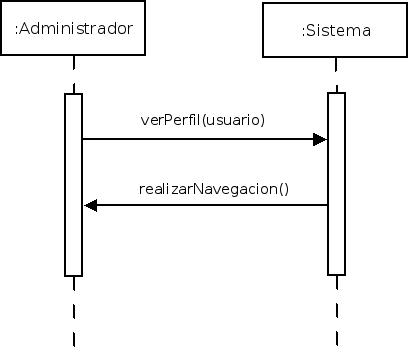 :Administrador
:Sistema
verPerfil(usuario)
realizarNavegacion()